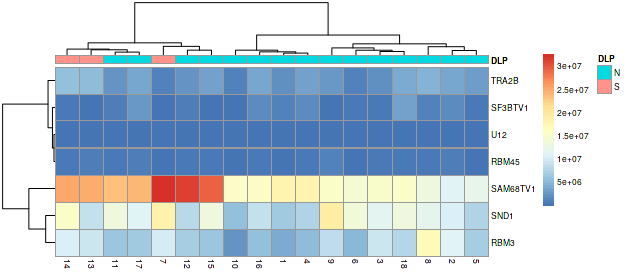 DLP
TRA2B
SF3BTV1
U12
RBM45
SAM68TV1
SND1
RBM3
14 13 11 17 7 12 15 10 16 1 4 9 6 3 18 8 2 5
3e+07
2.5e+07
2e+07
1.5e+07
1e+07
5e+06
DLP
N
S